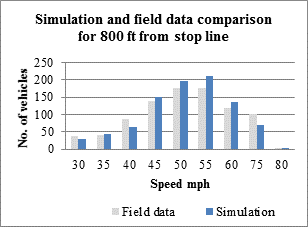 Simulation and field data comparison
for 800 ft from stop line
250
200
150
100
50
0
No. of vehicles
30 35 40 45 50 55 60 75 80
Speed mph
Field data Simulation